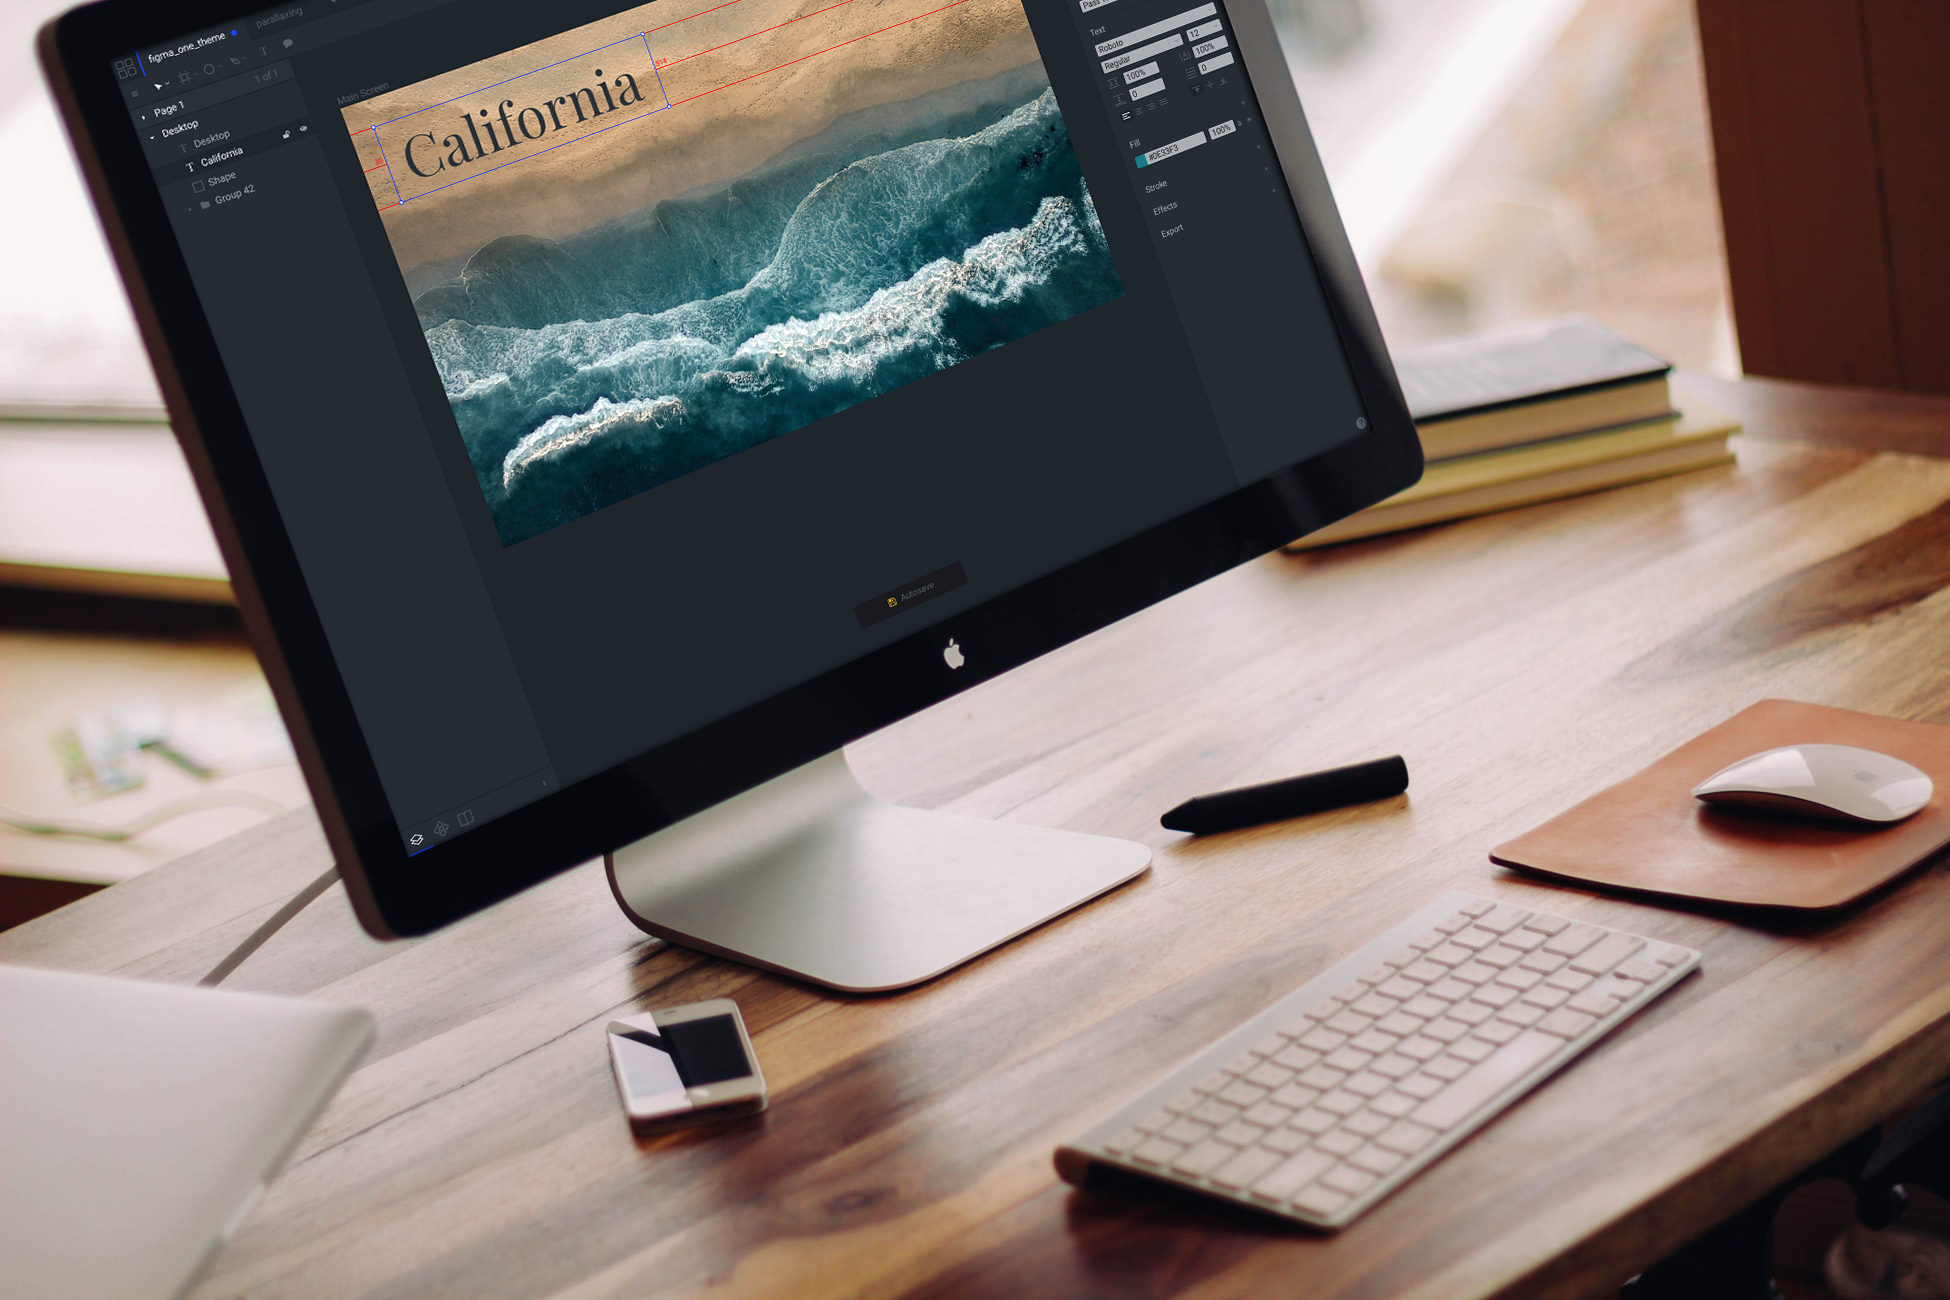 figma_one_theme
parallaxing
1 of 1
Page 1
Desktop
Desktop
California
Shape
Group 42
Main Screen
California
514
Text
Roboto
Regular
12
100%
100%
0
0
Fill
#0E33F3
100%
Stroke
Effects
Export
Autosave